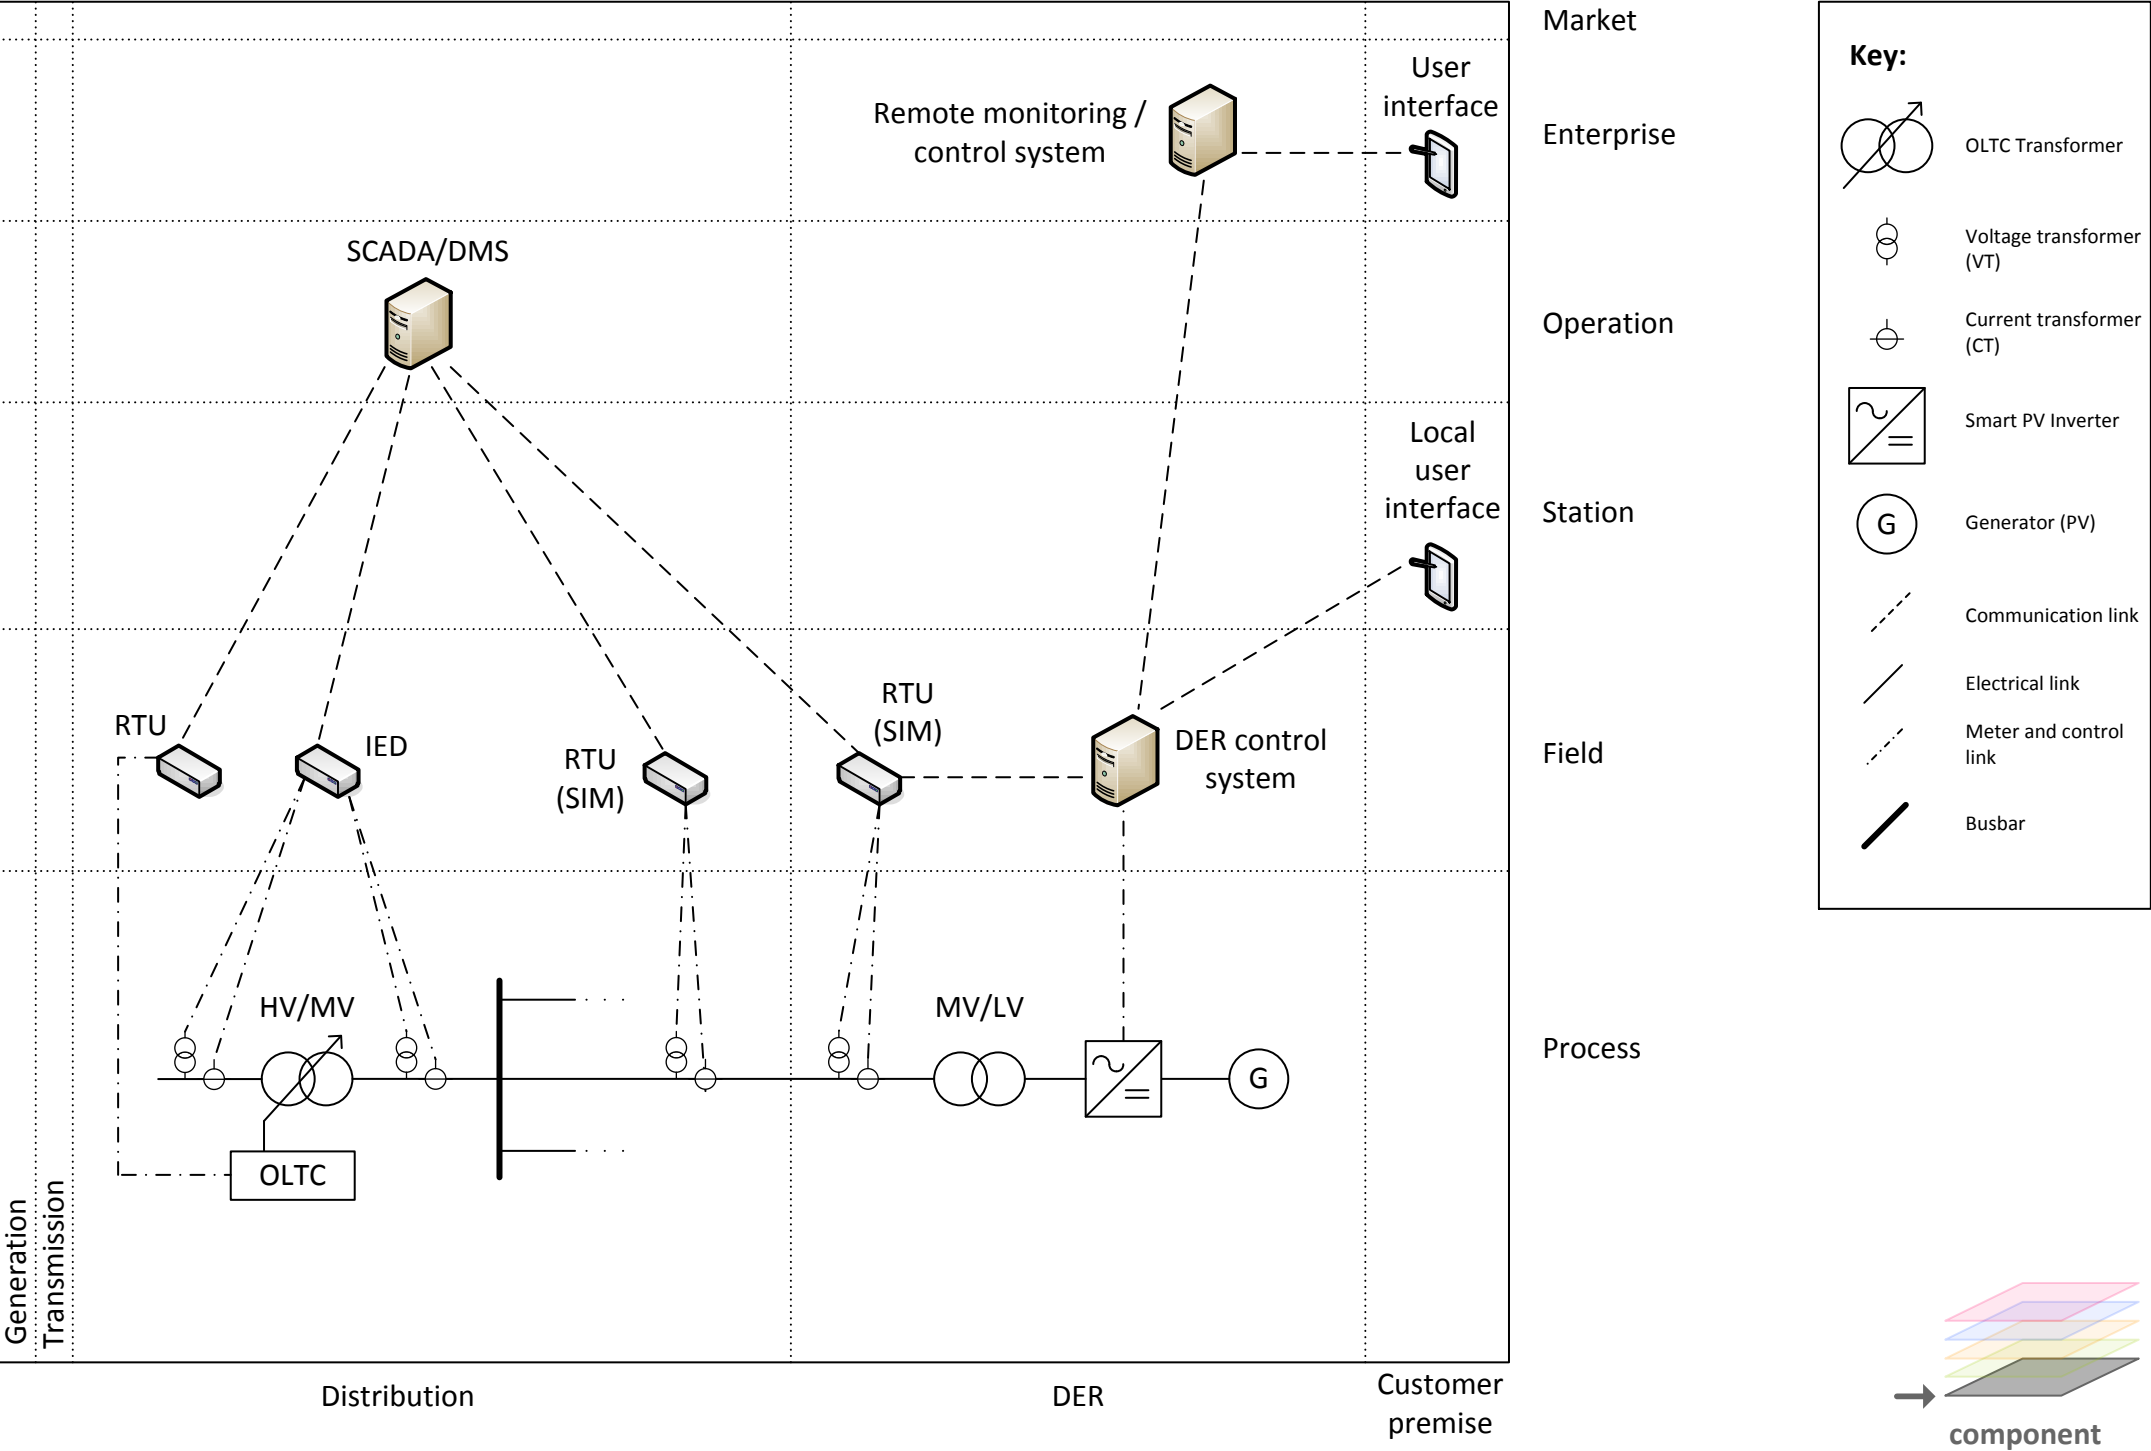 Market
User
interface
Remote monitoring /
control system
Enterprise
SCADA/DMS
Operation
Local
user
interface
Station
RTU
IED
RTU
(SIM)
RTU
(SIM)
DER control
system
Field
HV/MV
MV/LV
G
OLTC
Process
Generation
Transmission
Distribution
DER
Customer
premise
Key:
OLTC Transformer
Voltage transformer
(VT)
Current transformer
(CT)
Smart PV Inverter
G
Generator (PV)
Communication link
Electrical link
Meter and control
link
Busbar
component